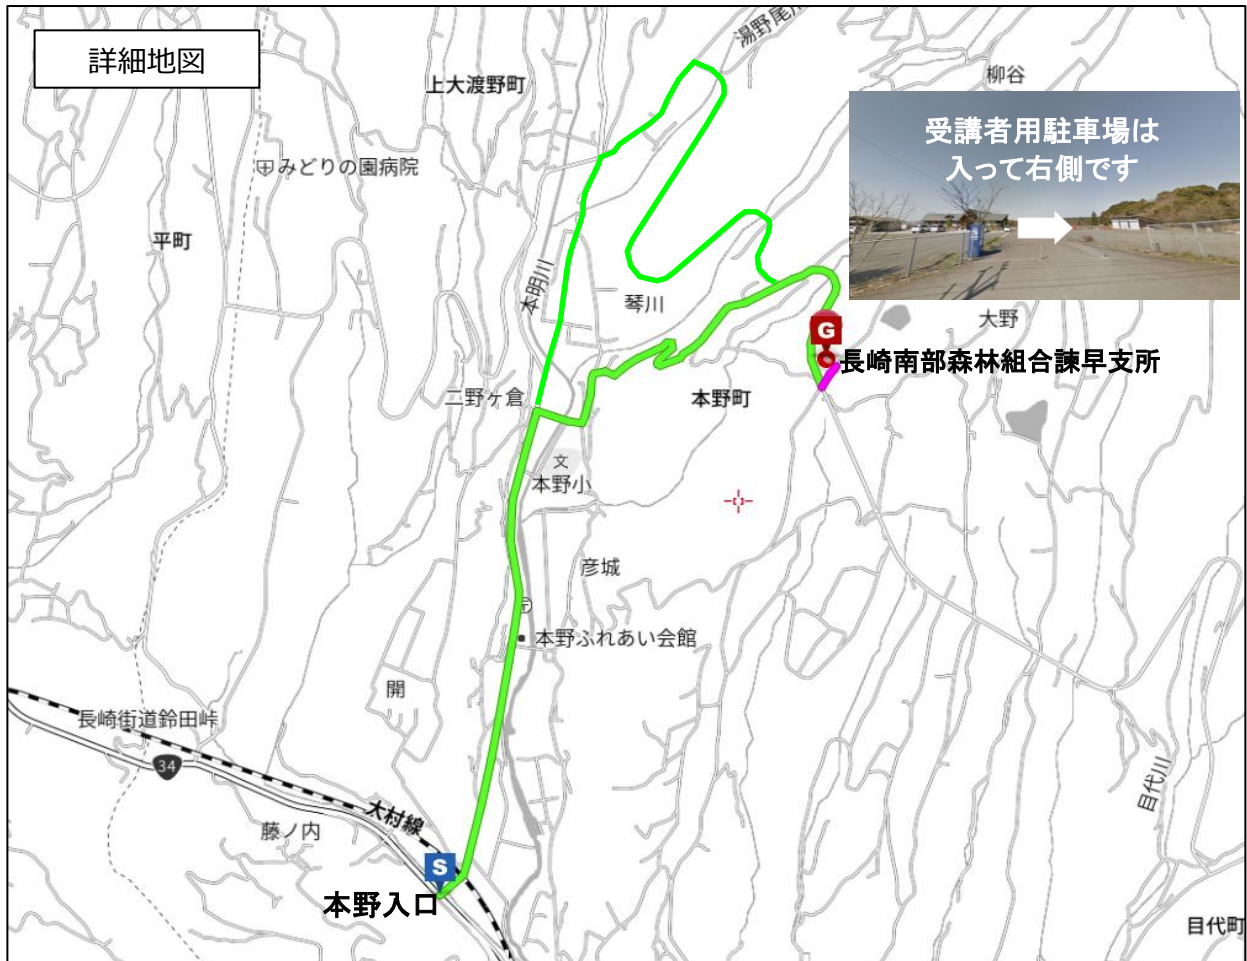 詳細地図
湯野尾
柳谷
上大渡野町
受講者用駐車場は
入って右側です
みどりの園病院
平町
本明川
琴川
大野
G
長崎南部森林組合諫早支所
二野ヶ倉
本野町
文
本野小
彦城
〒
本野ふれあい会館
開
長崎街道鈴田峠
34
目代川
大村線
藤ノ内
S
本野入口
目代町